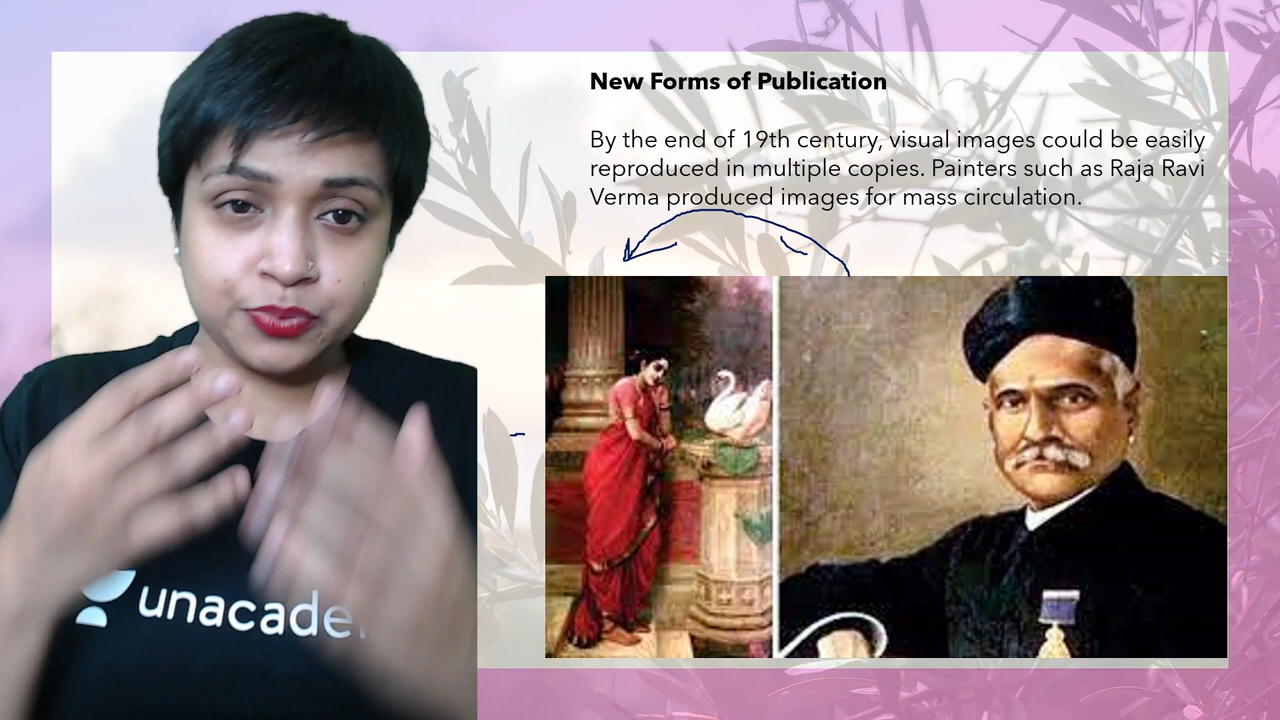 New Forms of Publication
By the end of 19th century, visual images could be easily
reproduced in multiple copies. Painters such as Raja Ravi
Verma produced images for mass circulation.
unacade